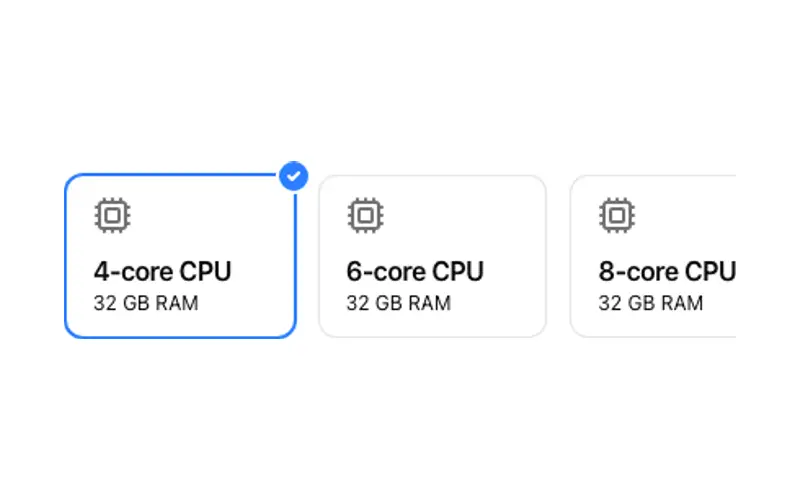 4-core CPU
32 GB RAM
6-core CPU
32 GB RAM
8-core CPU
32 GB RAM